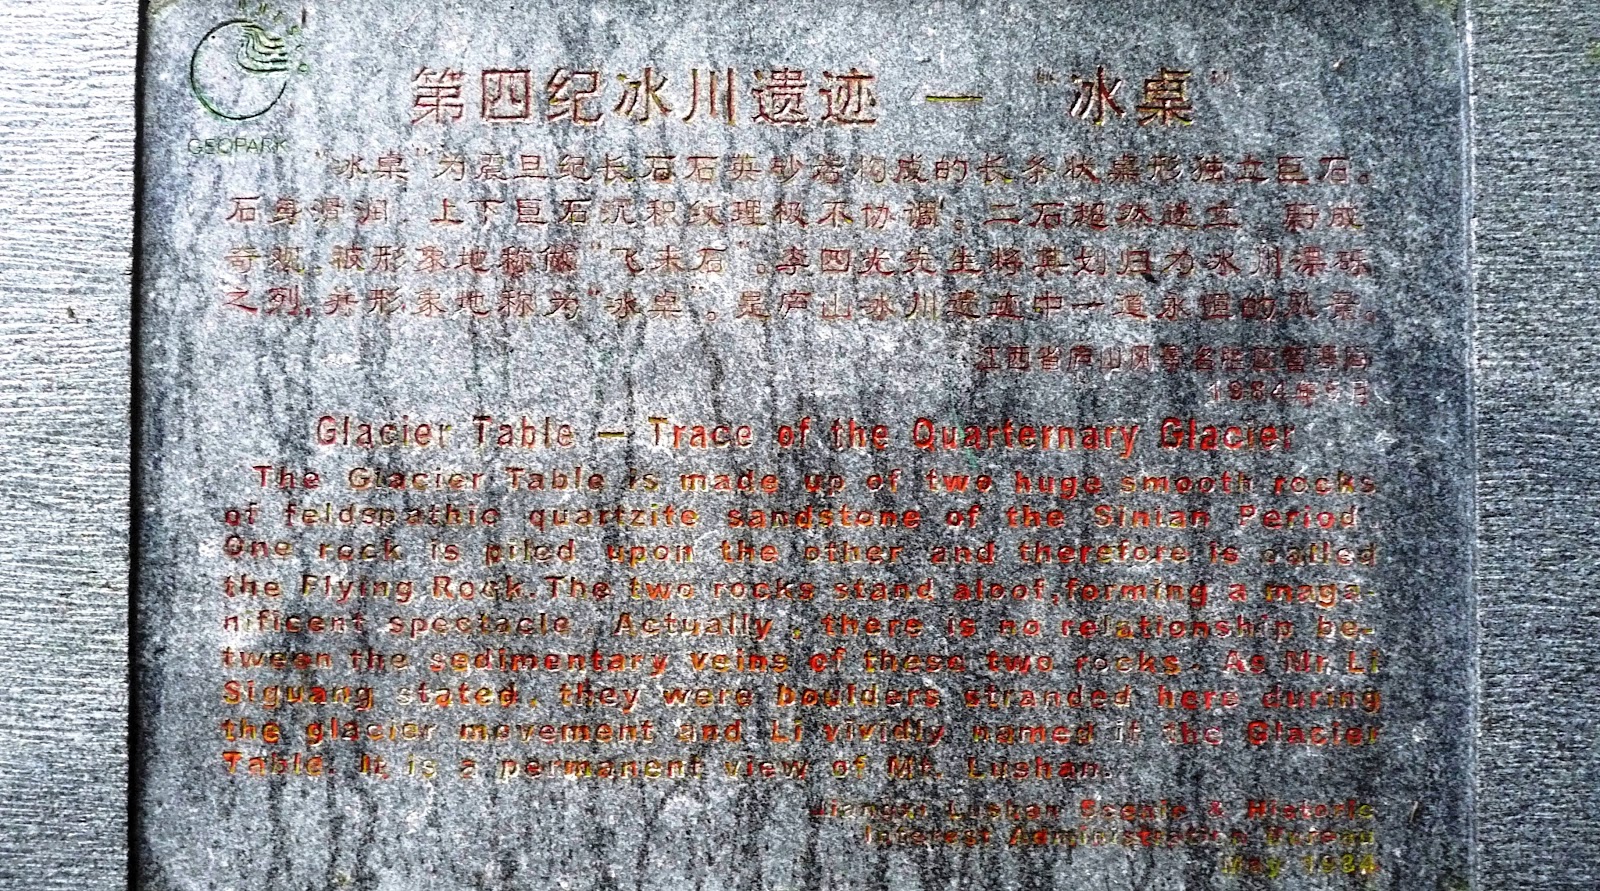 GEOPARK
第四纪冰川遗迹 — “冰桌”
“冰桌”为震旦纪长石石英砂岩构成的长条状桌形独立巨石。
石身滑润 上下巨石沉积纹理极不协调。二石超然迭立 蔚成
奇观,被形象地称做“飞来石”。李四光先生将其划归为冰川漂砾
之列,并形象地称为“冰桌”。是庐山冰川遗迹中一道永恒的风景。
江西省庐山风景名胜区管理局
1984年5月
Glacier Table — Trace of the Quarternary Glacier
The Glacier Table is made up of two huge smooth rocks
of feldspathic quartzite sandstone of the Sinian Period.
One rock is piled upon the other and therefore is called
the Flying Rock. The two rocks stand aloof, forming a maga-
nificent spectacle. Actually, there is no relationship be-
tween the sedimentary veins of these two rocks. As Mr. Li
Siguang stated, they were boulders stranded here during
the glacier movement and Li vividly named it the Glacier
Table. It is a permanent view of Mt. Lushan.
Jiangxi Lushan & Historic
Interest Administration Bureau
May 1984